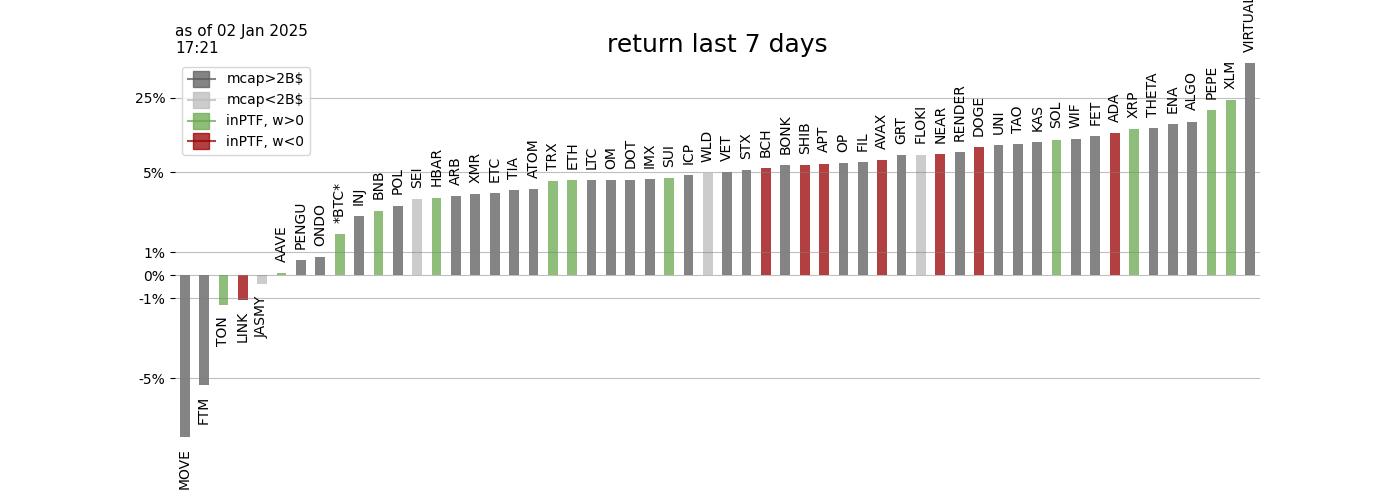 as of 02 Jan 2025
17:21
return last 7 days
mcap>2B$
mcap<2B$
inPTF, w>0
inPTF, w<0
25%
5%
1%
0%
-1%
-5%
MOVE
FTM
TON
LINK
JASMY
AAVE
PENGU
ONDO
*BTC*
INJ
BNB
POL
SEI
HBAR
ARB
XMR
ETC
TIA
ATOM
TRX
ETH
LTC
OM
DOT
IMX
SUI
ICP
WLD
VET
STX
BCH
BONK
SHIB
APT
OP
FIL
AVAX
GRT
FLOKI
NEAR
RENDER
DOGE
UNI
TAO
KAS
SOL
WIF
FET
ADA
XRP
THETA
ENA
ALGO
PEPE
XLM
VIRTUAL